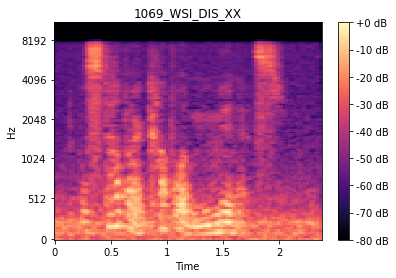 1069_WSI_DIS_XX
+0 dB
8192
-10 dB
4096
-20 dB
-30 dB
2048
Hz
-40 dB
1024
-50 dB
512
-60 dB
-70 dB
0
-80 dB
0
0.5
1
1.5
2
Time